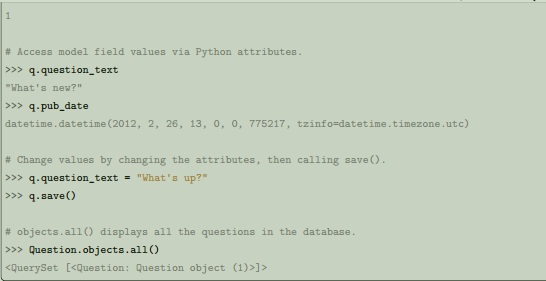 1
# Access model field values via Python attributes.
>>> q.question_text
"What's new?"
>>> q.pub_date
datetime.datetime(2012, 2, 26, 13, 0, 0, 775217, tzinfo=datetime.timezone.utc)
# Change values by changing the attributes, then calling save().
>>> q.question_text = "What's up?"
>>> q.save()
# objects.all() displays all the questions in the database.
>>> Question.objects.all()
<QuerySet [<Question: Question object (1)>]>